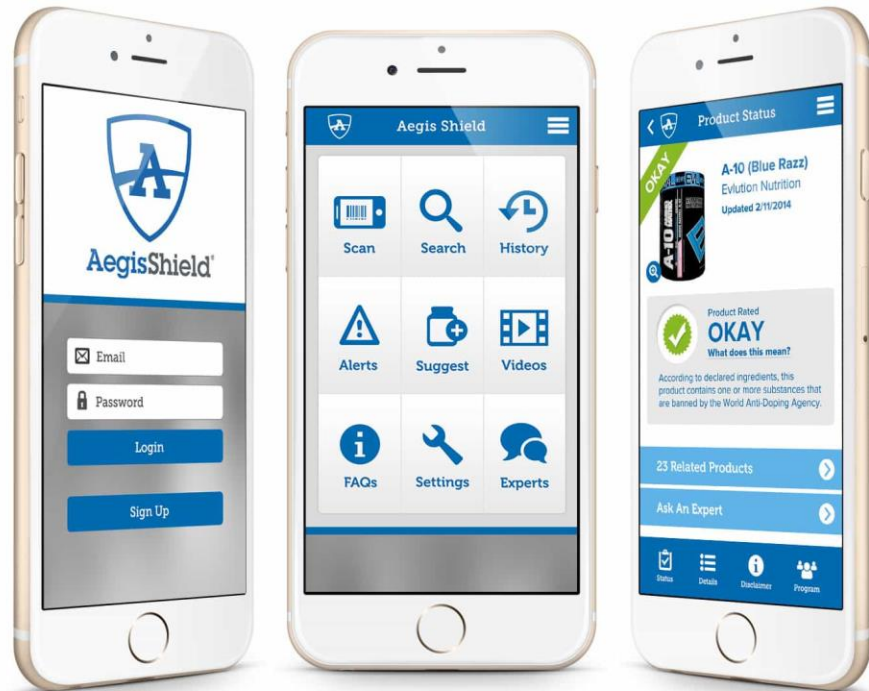 A
AegisShield®
Email
Password
Login
Sign Up
A
Aegis Shield
Scan
Search
History
Alerts
Suggest
Videos
FAQs
Settings
Experts
A
Product Status
OKAY
A-10 (Blue Razz)
Evlution Nutrition
Updated 2/11/2014
A-10
Product Rated
OKAY
What does this mean?
According to declared ingredients, this
product contains one or more substances that
are banned by the World Anti-Doping Agency.
23 Related Products
Ask An Expert
Status
Details
Disclaimer
Program